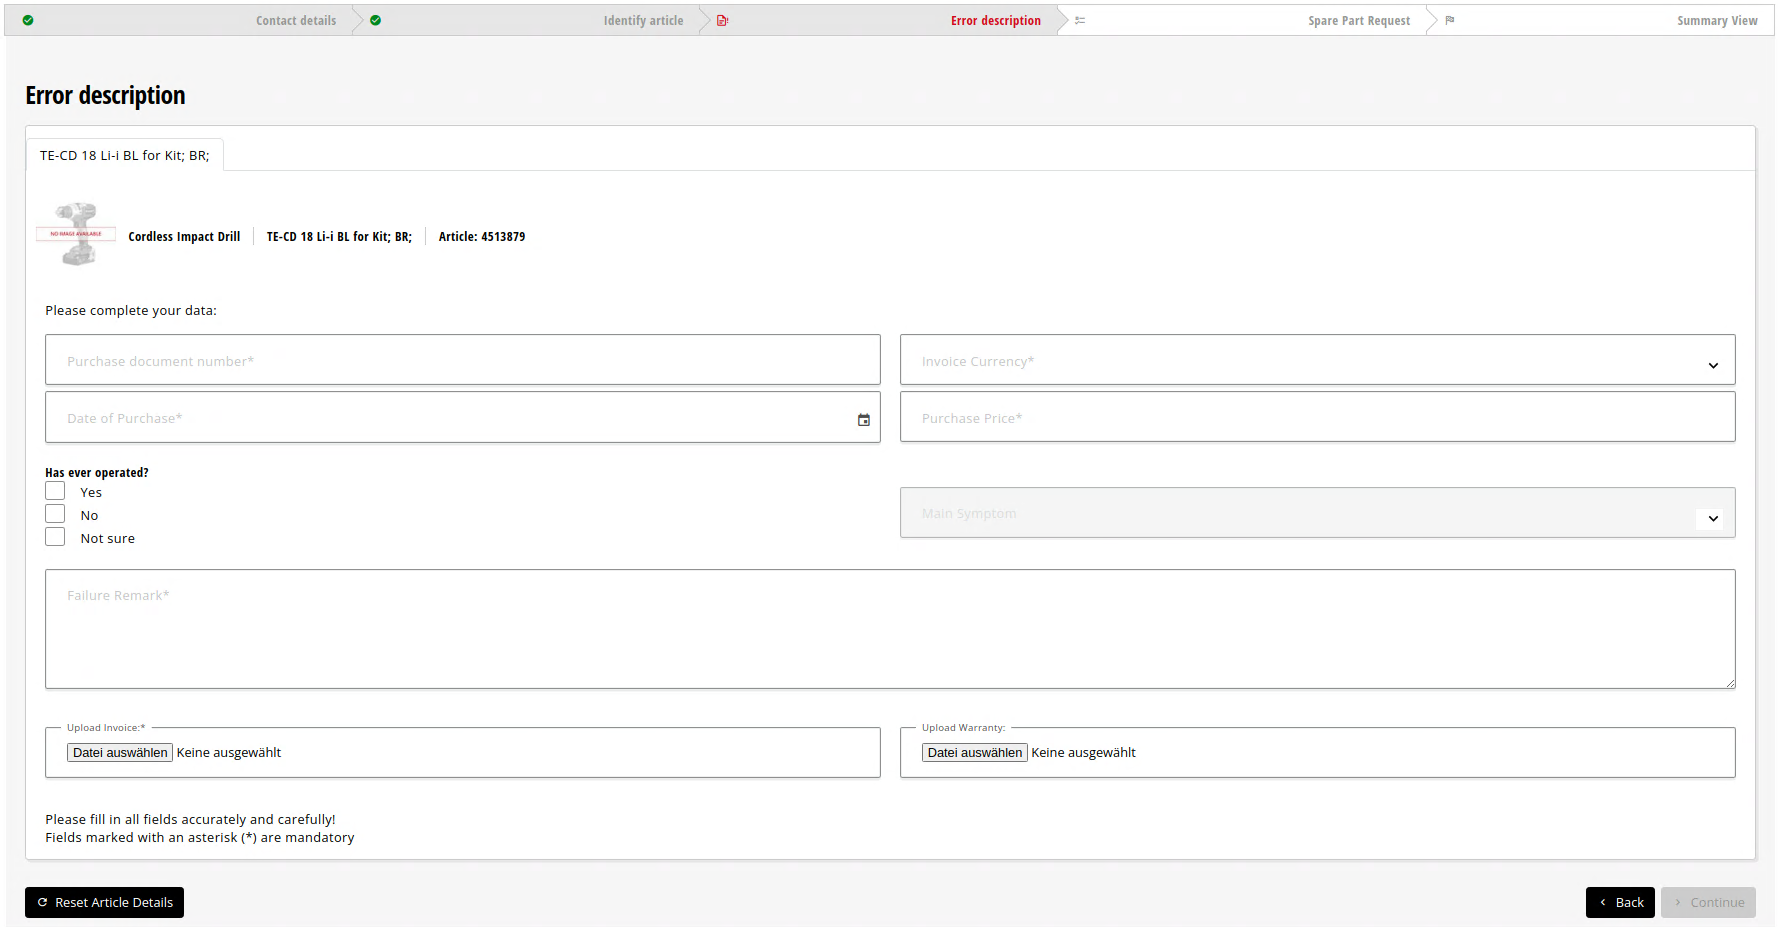 Contact details
Identify article
Error description
Spare Part Request
Summary View
Error description
TE-CD 18 Li-i BL for Kit; BR;
NO IMAGE AVAILABLE
Cordless Impact Drill
TE-CD 18 Li-i BL for Kit; BR;
Article: 4513879
Please complete your data:
Purchase document number*
Invoice Currency*
Date of Purchase*
Purchase Price*
Has ever operated?
Yes
No
Not sure
Main Symptom
Failure Remark*
Upload Invoice:*
Datei auswählen Keine ausgewählt
Upload Warranty:
Datei auswählen Keine ausgewählt
Please fill in all fields accurately and carefully!
Fields marked with an asterisk (*) are mandatory
Reset Article Details
Back
Continue